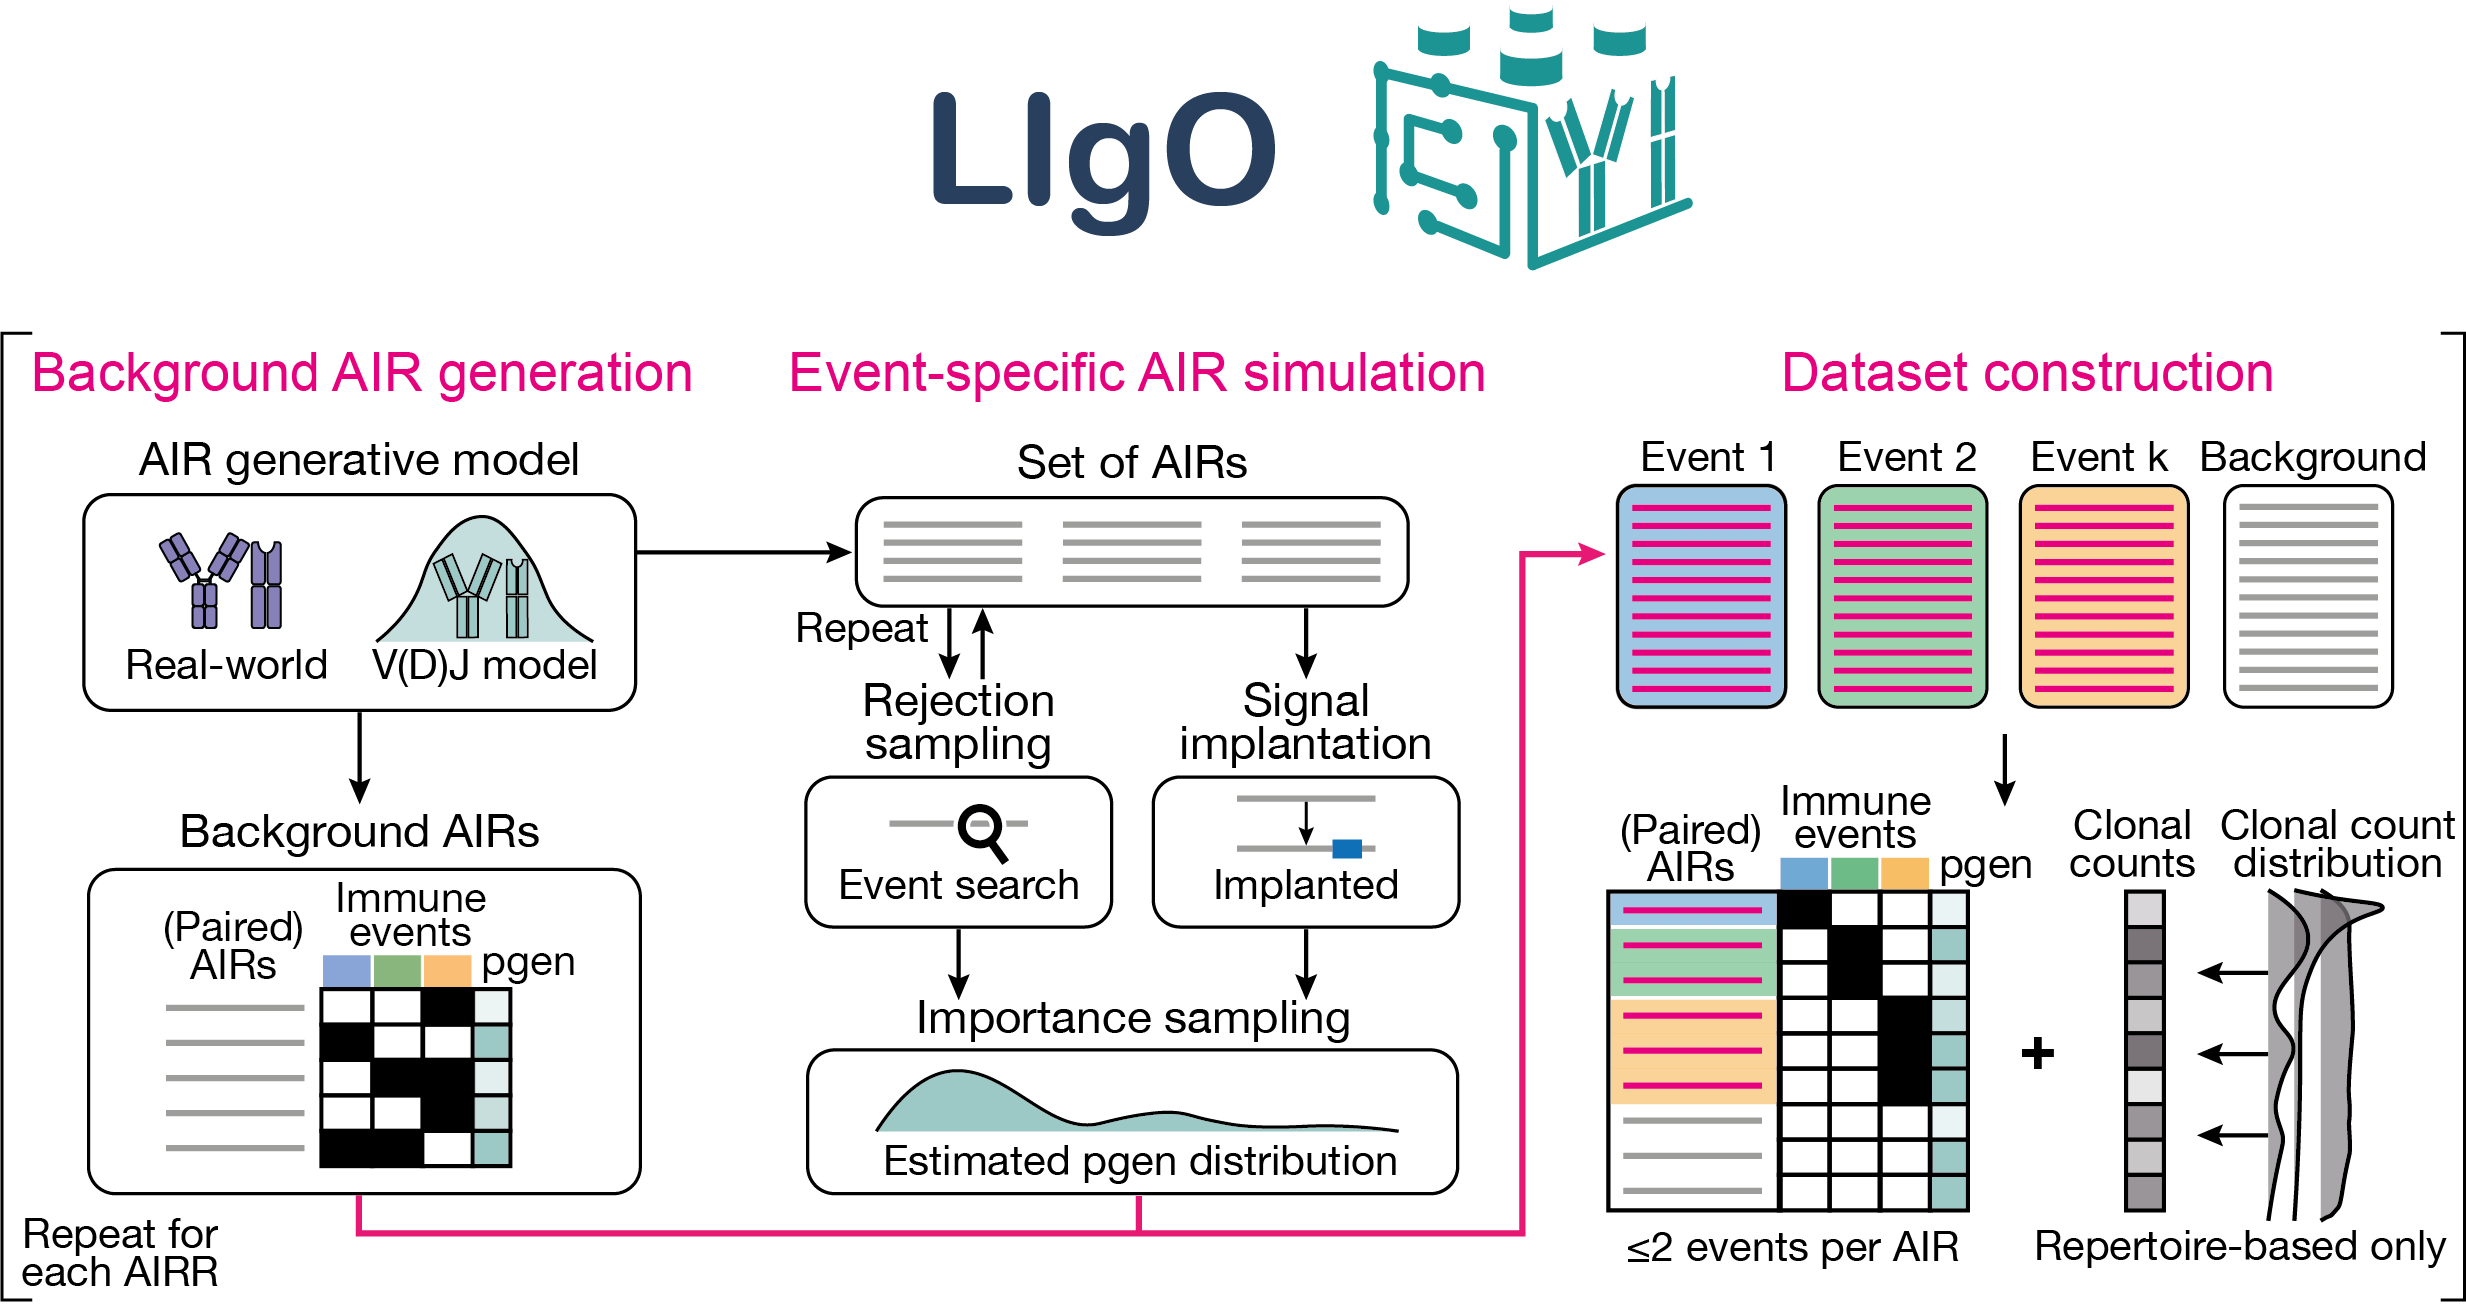 LIgO
Background AIR generation
AIR generative model
Real-world
V(D)J model
Background AIRs
(Paired)
AIRs
Immune
events
pgen
Repeat for
each AIRR
Event-specific AIR simulation
Set of AIRs
Repeat
Rejection
sampling
Event search
Signal
implantation
Implanted
Importance sampling
Estimated pgen distribution
Dataset construction
Event 1
Event 2
Event k
Background
(Paired)
AIRs
Immune
events
pgen
≤2 events per AIR
+
Clonal
counts
Clonal count
distribution
Repertoire-based only